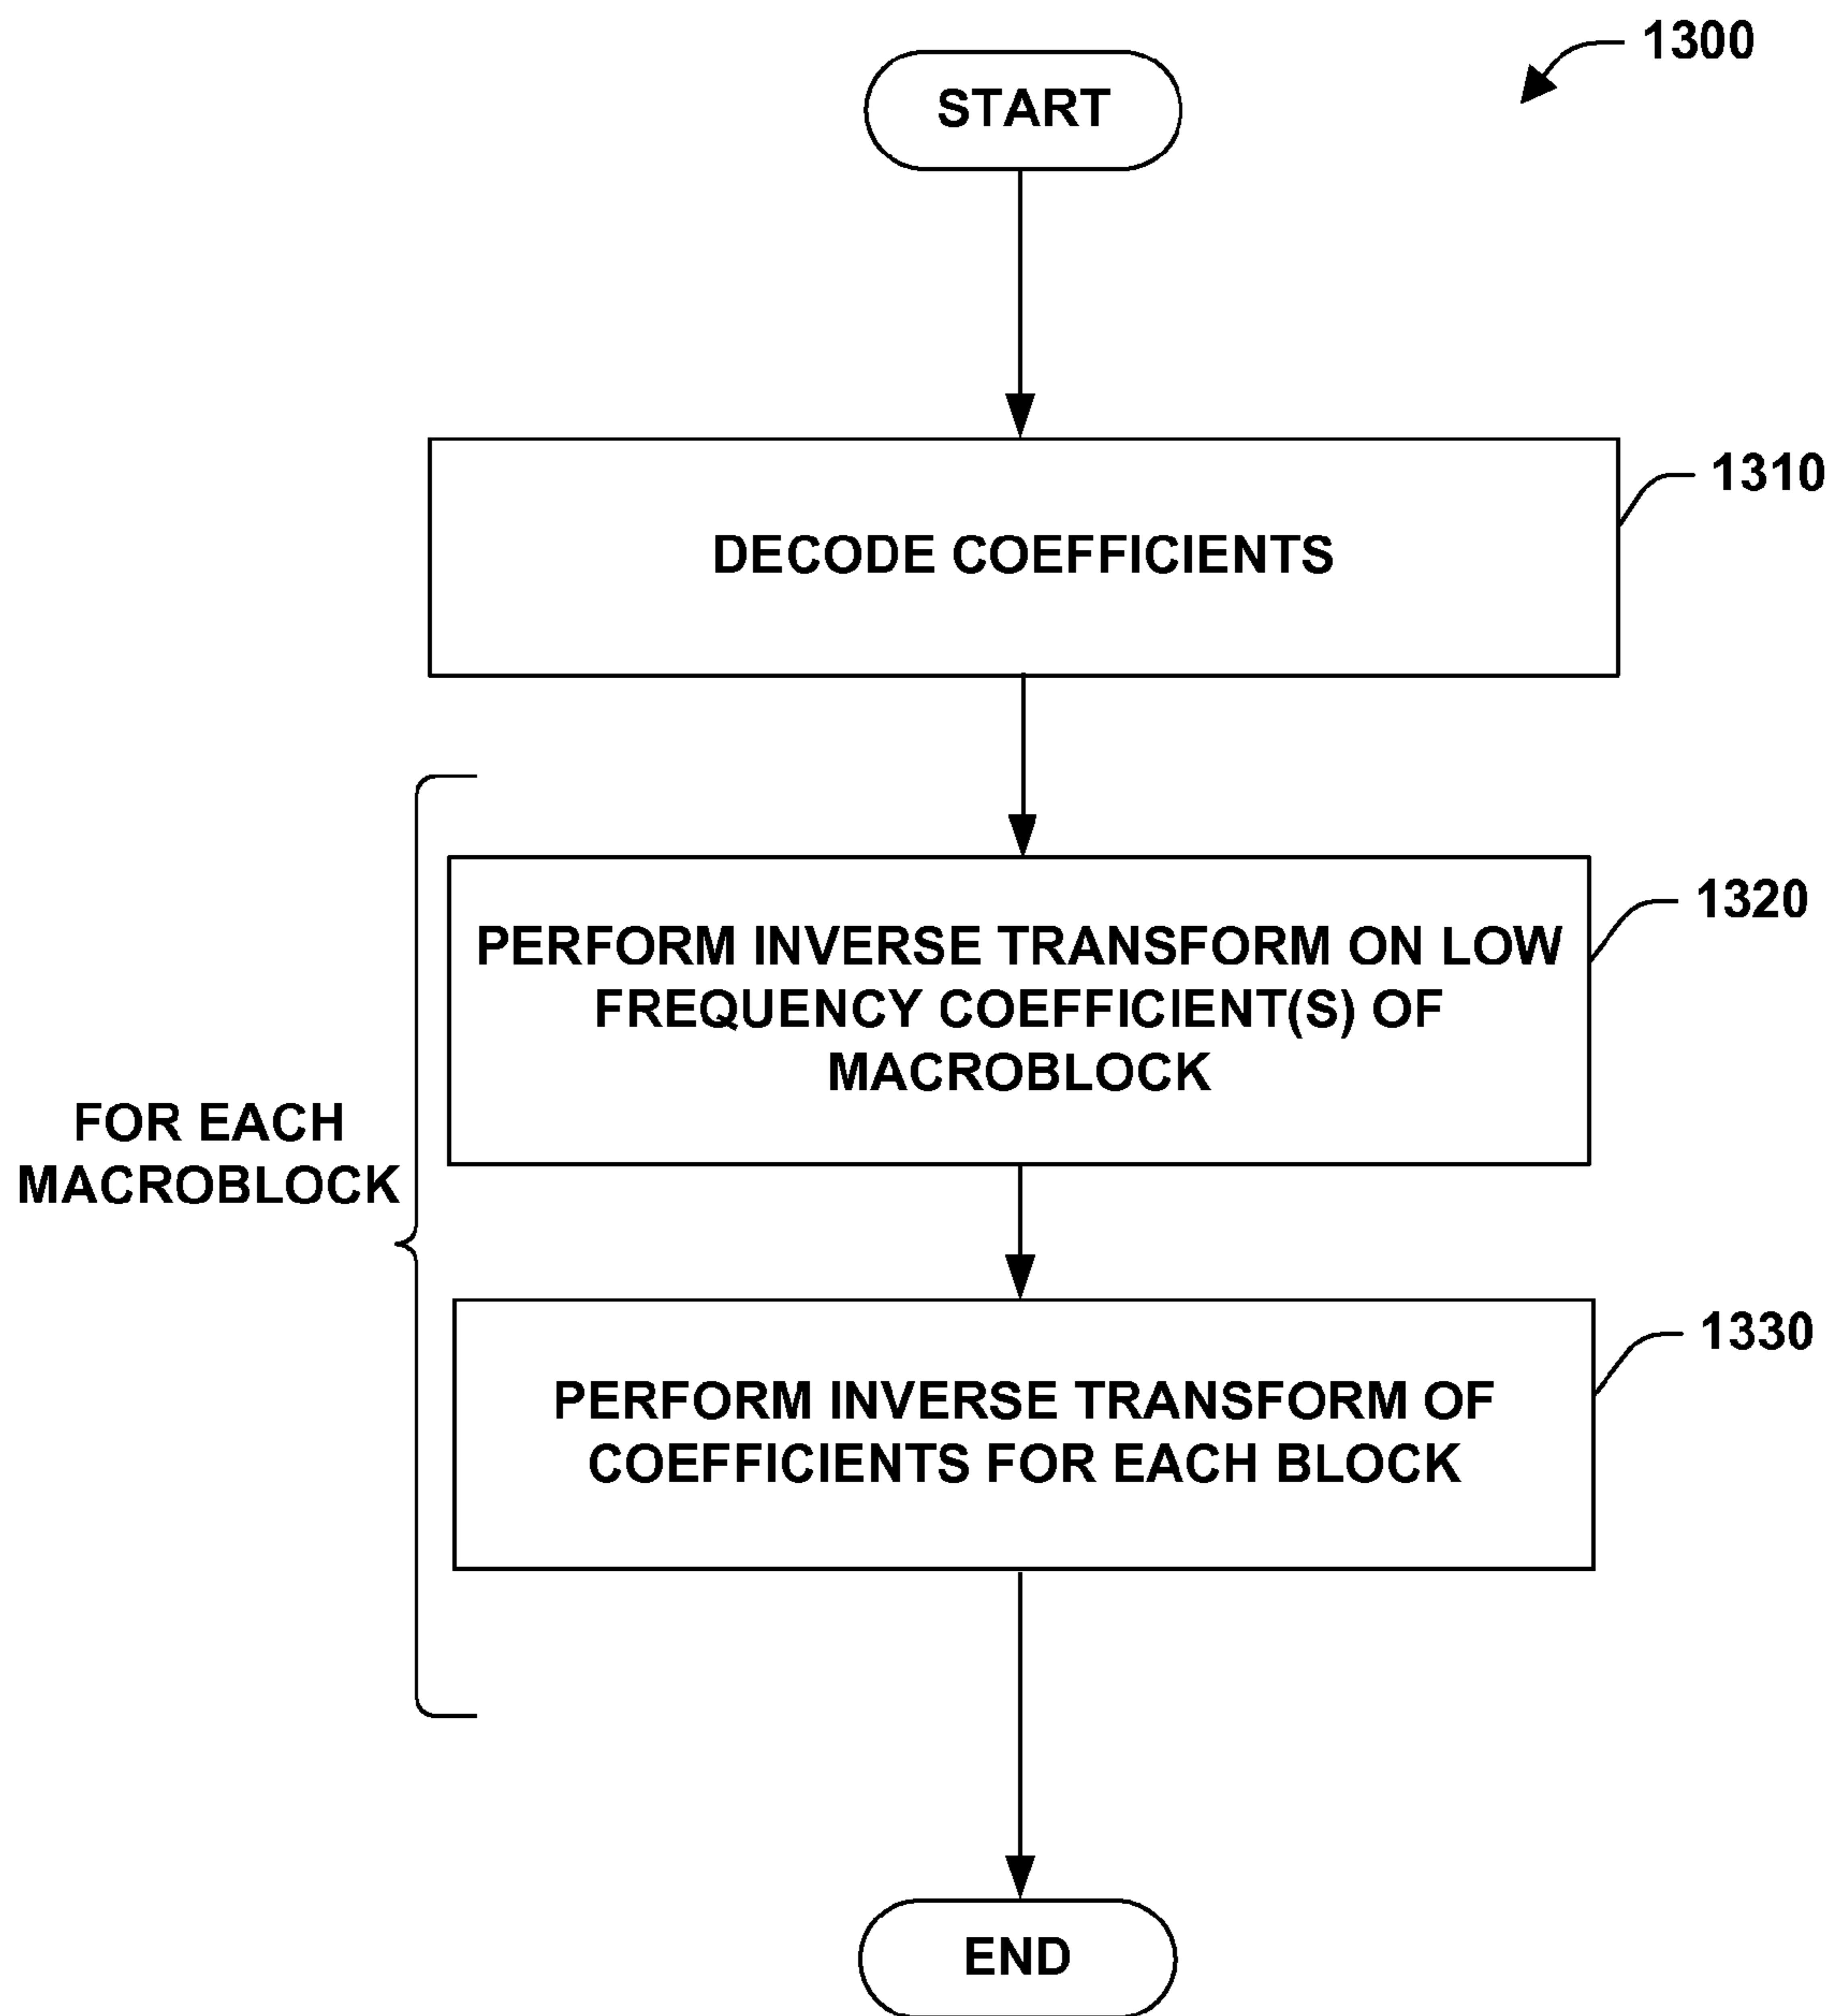 1300
START
1310
DECODE COEFFICIENTS
1320
PERFORM INVERSE TRANSFORM ON LOW
FREQUENCY COEFFICIENT(S) OF
MACROBLOCK
FOR EACH
MACROBLOCK
1330
PERFORM INVERSE TRANSFORM OF
COEFFICIENTS FOR EACH BLOCK
END